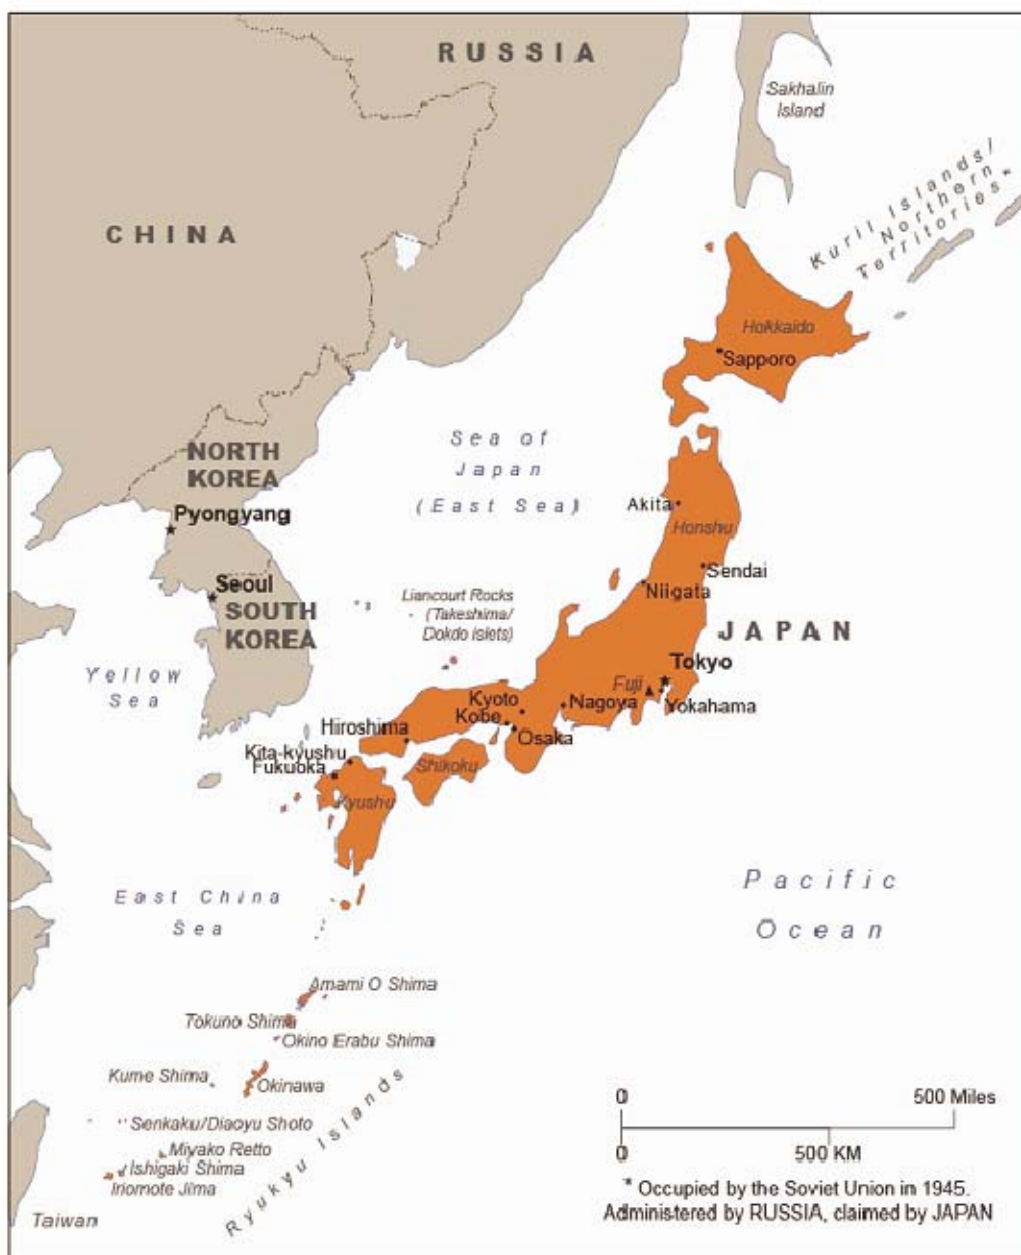 RUSSIA
Sakhalin
Island
Kuril Islands/
Northern
Territories*
CHINA
Hokkaido
Sapporo
NORTH
KOREA
Pyongyang
Sea of
Japan
(East Sea)
Akita
Honshu
Sendai
Niigata
Seoul
SOUTH
KOREA
Liancourt Rocks
(Takeshima/
Dokdo islets)
JAPAN
Tokyo
Fuji
Yokahama
Yellow
Sea
Kyoto
Kobe
Nagoya
Osaka
Hiroshima
Kita-kyushu
Fukuoka
Shikoku
Kyushu
East China
Sea
Pacific
Ocean
Amami O Shima
Tokuno Shima
Okino Erabu Shima
Kume Shima
Okinawa
Senkaku/Diaoyu Shoto
Miyako Retto
Ishigaki Shima
Iriomote Jima
Ryukyu Islands
Taiwan
0 500 Miles
0 500 KM
* Occupied by the Soviet Union in 1945.
Administered by RUSSIA, claimed by JAPAN